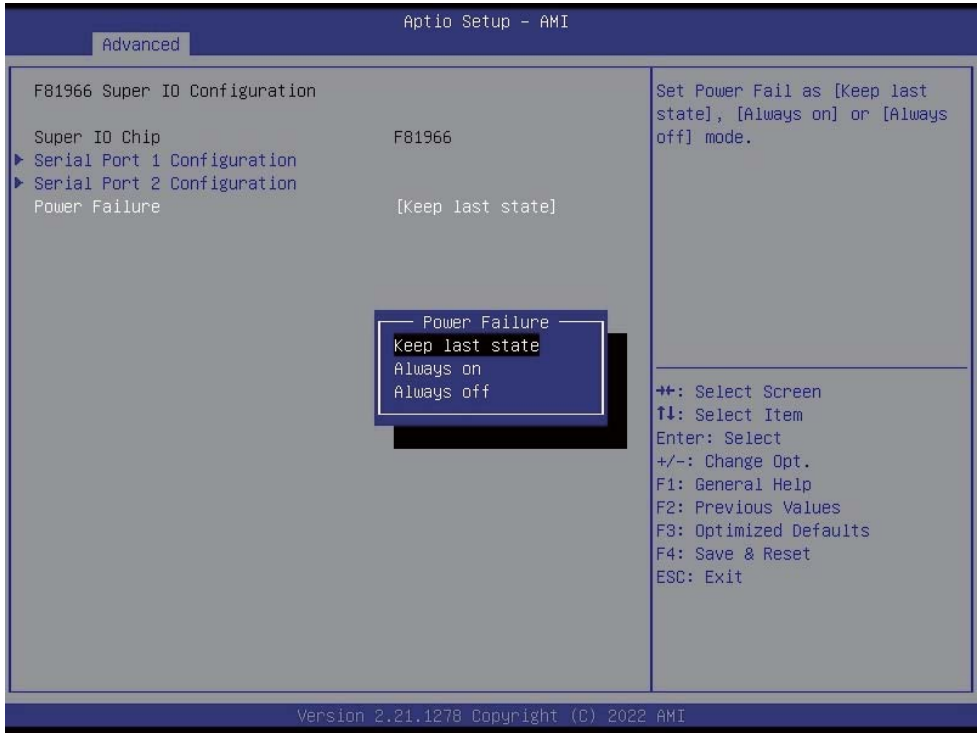 Aptio Setup - AMI
Advanced
F81966 Super IO Configuration
Super IO Chip F81966
Serial Port 1 Configuration
Serial Port 2 Configuration
Power Failure [Keep last state]
Power Failure
Keep last state
Always on
Always off
Set Power Fail as [Keep last
state], [Always on] or [Always
off] mode.
→←: Select Screen
↑↓: Select Item
Enter: Select
+/-: Change Opt.
F1: General Help
F2: Previous Values
F3: Optimized Defaults
F4: Save & Reset
ESC: Exit
Version 2.21.1278 Copyright (C) 2022 AMI